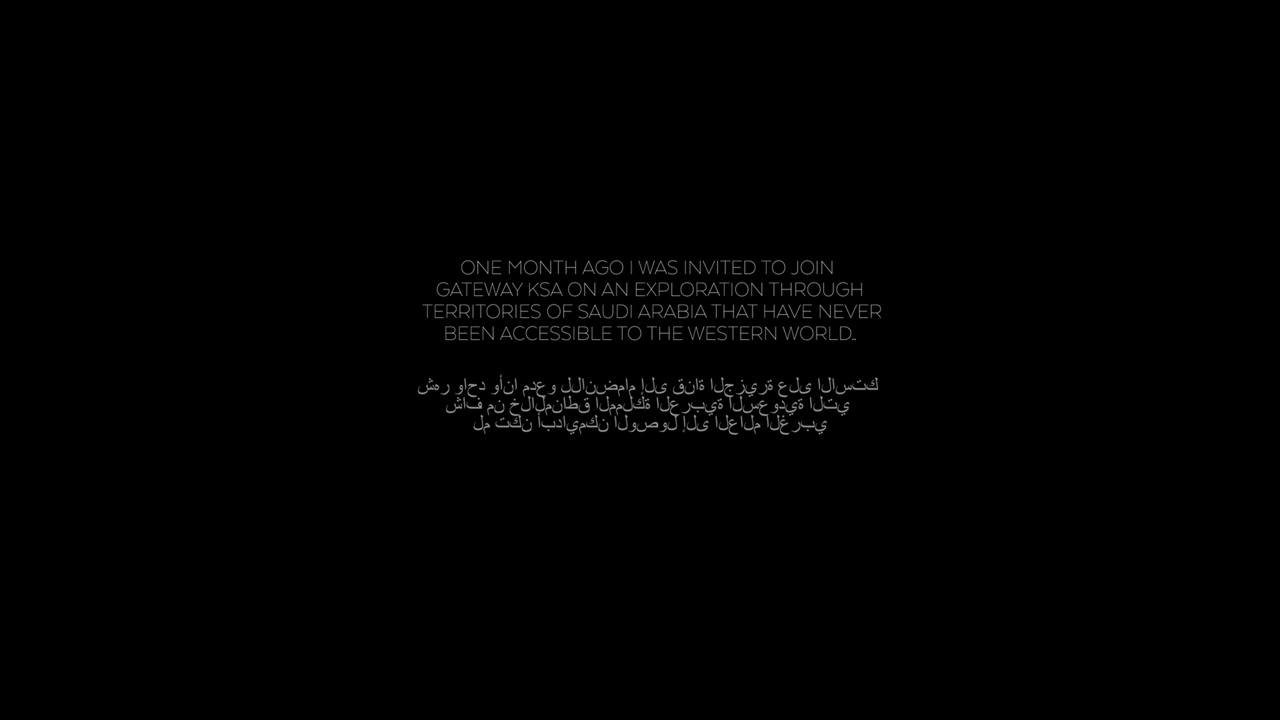 ONE MONTH AGO I WAS INVITED TO JOIN
GATEWAY KSA ON AN EXPLORATION THROUGH
TERRITORIES OF SAUDI ARABIA THAT HAVE NEVER
BEEN ACCESSIBLE TO THE WESTERN WORLD..
شهر واحد وأنا مدعو للانضمام إلى قناة الجزيرة على الاستك
شاف من خلالمناطق المملكة العربية السعودية التي
لم تكن أبدايمكن الوصول إلى العالم الغربي